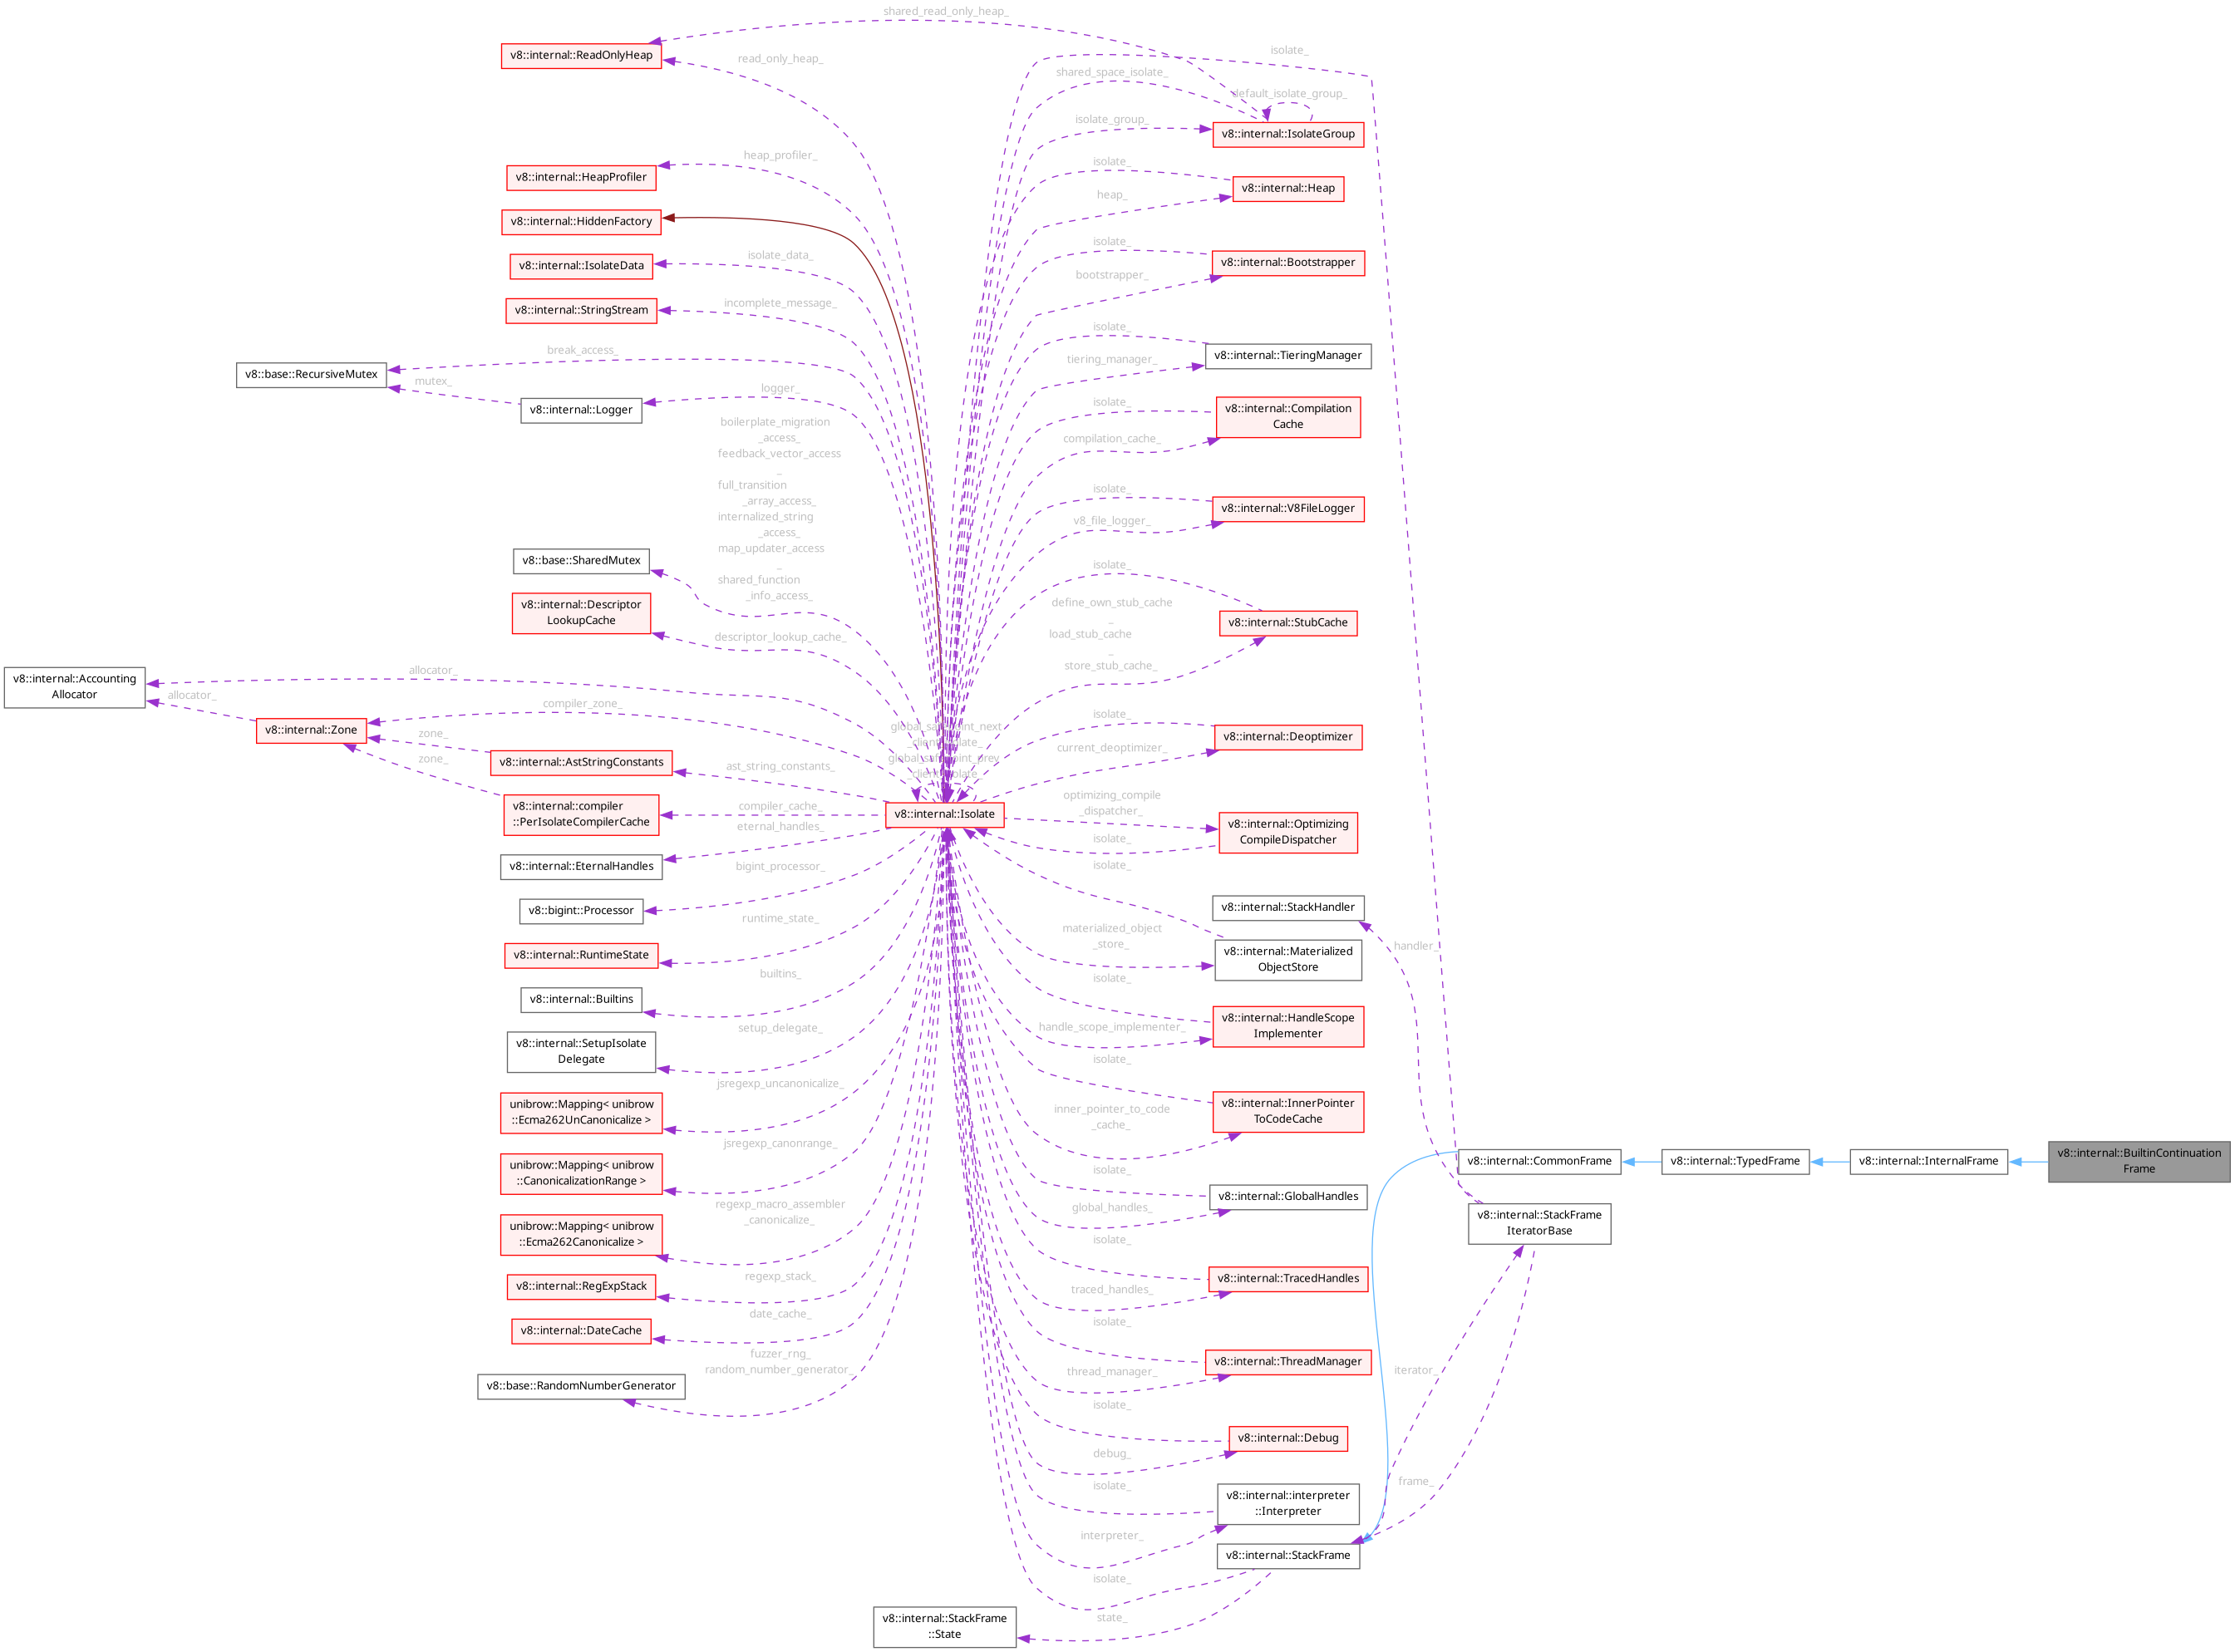 shared_read_only_heap_
v8::internal::ReadOnlyHeap
read_only_heap_
isolate_
shared_space_isolate_
default_isolate_group_
isolate_group_
v8::internal::IsolateGroup
heap_profiler_
v8::internal::HeapProfiler
isolate_
v8::internal::Heap
heap_
v8::internal::HiddenFactory
isolate_
isolate_data_
v8::internal::IsolateData
v8::internal::Bootstrapper
bootstrapper_
incomplete_message_
v8::internal::StringStream
isolate_
break_access_
v8::internal::TieringManager
tiering_manager_
v8::base::RecursiveMutex
mutex_
logger_
v8::internal::Logger
isolate_
v8::internal::Compilation
Cache
compilation_cache_
boilerplate_migration
_access_
feedback_vector_access
_
full_transition
_array_access_
internalized_string
_access_
map_updater_access
_
shared_function
_info_access_
isolate_
v8::internal::V8FileLogger
v8_file_logger_
v8::base::SharedMutex
isolate_
v8::internal::Descriptor
LookupCache
descriptor_lookup_cache_
define_own_stub_cache
_
load_stub_cache
_
store_stub_cache_
v8::internal::StubCache
v8::internal::Accounting
Allocator
allocator_
allocator_
compiler_zone_
v8::internal::Zone
zone_
zone_
v8::internal::AstStringConstants
ast_string_constants_
global_safepoint_next
_client_isolate_
global_safepoint_prev
_client_isolate_
isolate_
v8::internal::Deoptimizer
current_deoptimizer_
v8::internal::compiler
::PerIsolateCompilerCache
compiler_cache_
v8::internal::Isolate
optimizing_compile
_dispatcher_
v8::internal::Optimizing
CompileDispatcher
isolate_
eternal_handles_
v8::internal::EternalHandles
isolate_
bigint_processor_
v8::bigint::Processor
v8::internal::StackHandler
handler_
runtime_state_
v8::internal::RuntimeState
materialized_object
_store_
v8::internal::Materialized
ObjectStore
isolate_
builtins_
v8::internal::Builtins
v8::internal::HandleScope
Implementer
handle_scope_implementer_
setup_delegate_
v8::internal::SetupIsolate
Delegate
isolate_
jsregexp_uncanonicalize_
unibrow::Mapping< unibrow
::Ecma262UnCanonicalize >
v8::internal::InnerPointer
ToCodeCache
inner_pointer_to_code
_cache_
jsregexp_canonrange_
unibrow::Mapping< unibrow
::CanonicalizationRange >
isolate_
v8::internal::CommonFrame
v8::internal::TypedFrame
v8::internal::InternalFrame
v8::internal::BuiltinContinuation
Frame
v8::internal::GlobalHandles
global_handles_
regexp_macro_assembler
_canonicalize_
unibrow::Mapping< unibrow
::Ecma262Canonicalize >
v8::internal::StackFrame
IteratorBase
isolate_
regexp_stack_
v8::internal::RegExpStack
v8::internal::TracedHandles
traced_handles_
date_cache_
v8::internal::DateCache
isolate_
fuzzer_rng_
random_number_generator_
v8::base::RandomNumberGenerator
v8::internal::ThreadManager
thread_manager_
iterator_
isolate_
v8::internal::Debug
debug_
isolate_
frame_
v8::internal::interpreter
::Interpreter
interpreter_
v8::internal::StackFrame
isolate_
v8::internal::StackFrame
::State
state_